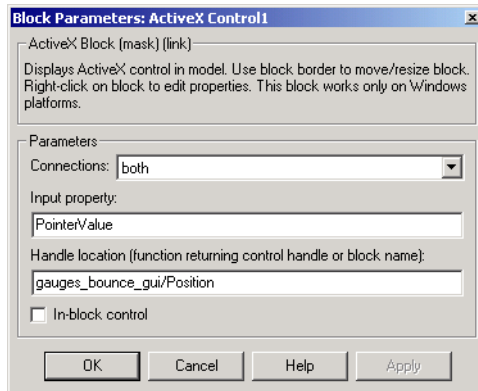 Block Parameters: ActiveX Control1
ActiveX Block (mask) (link)
Displays ActiveX control in model. Use block border to move/resize block.
Right-click on block to edit properties. This block works only on Windows
platforms.
Parameters
Connections: both
Input property:
PointerValue
Handle location (function returning control handle or block name):
gauges_bounce_gui/Position
In-block control
OK Cancel Help Apply